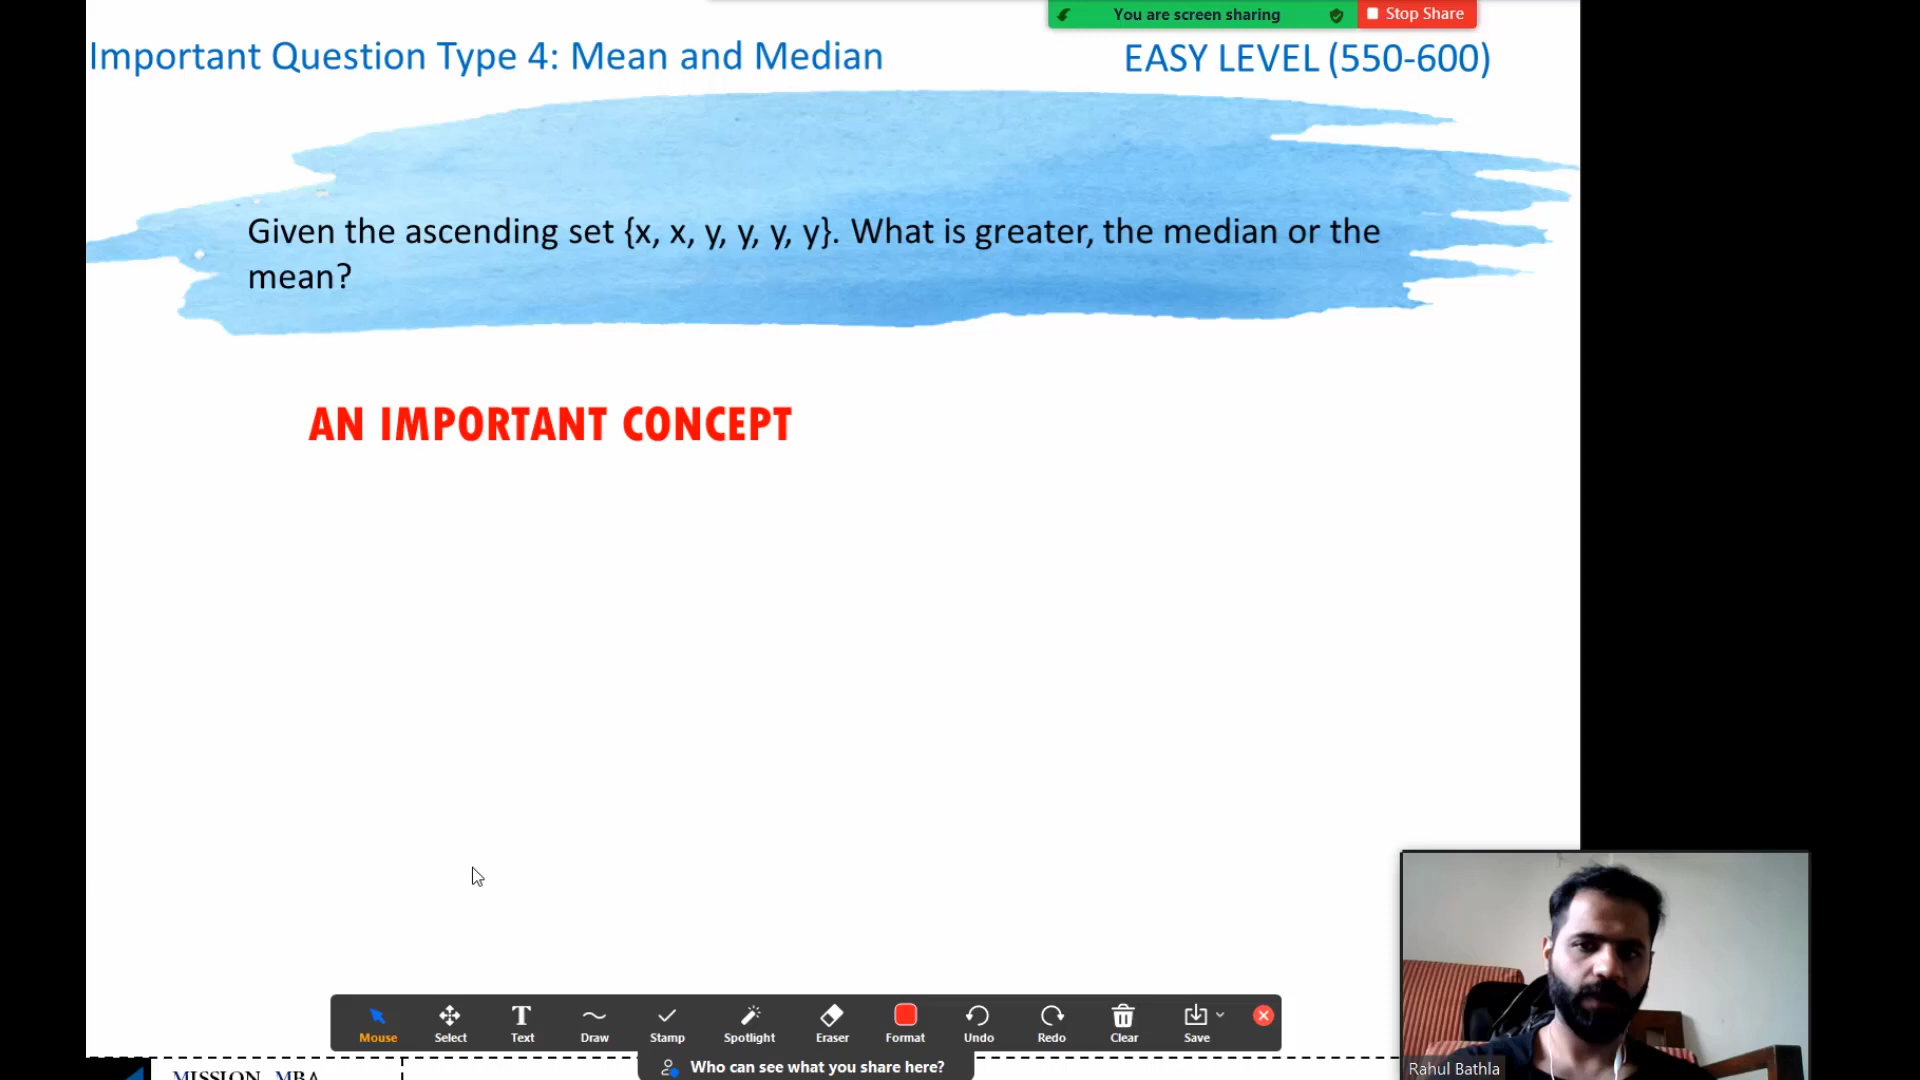 You are screen sharing
Stop Share
Important Question Type 4: Mean and Median
EASY LEVEL (550-600)
Given the ascending set {x, x, y, y, y, y}. What is greater, the median or the
mean?
AN IMPORTANT CONCEPT
Mouse
Select
Text
Draw
Stamp
Spotlight
Eraser
Format
Undo
Redo
Clear
Save
Who can see what you share here?
Rahul Bathla
MISSION MBA